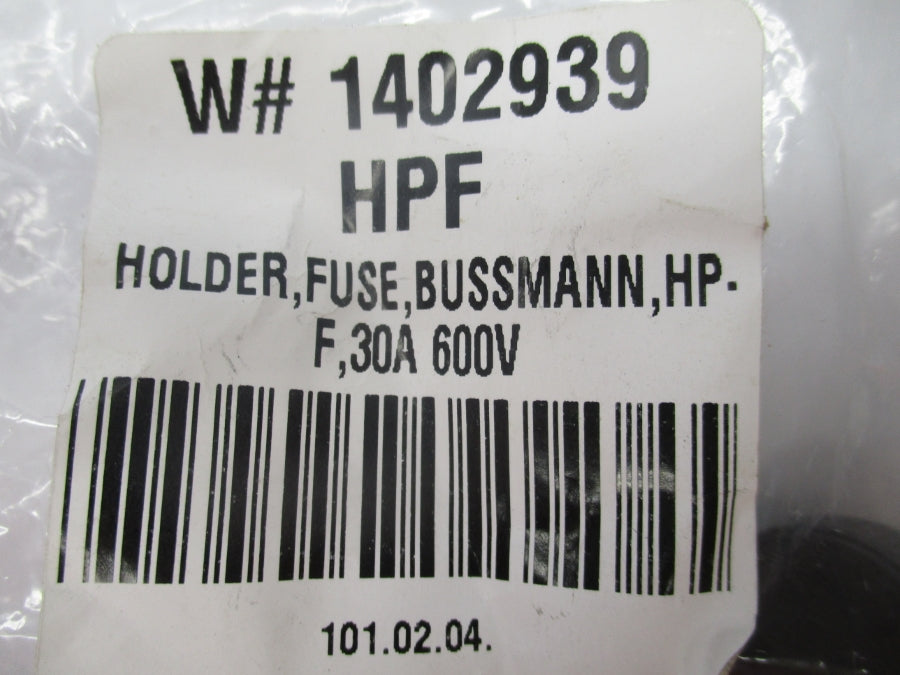 W# 1402939
HPF
HOLDER,FUSE,BUSSMANN,HP-
F,30A 600V
101.02.04.